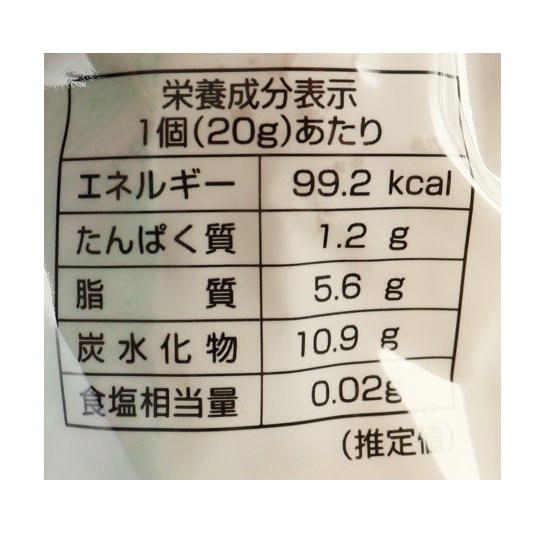 栄養成分表示
1個(20g)あたり
エネルギー 99.2 kcal
たんぱく質 1.2 g
脂質 5.6 g
炭水化物 10.9 g
食塩相当量 0.02g
(推定値)